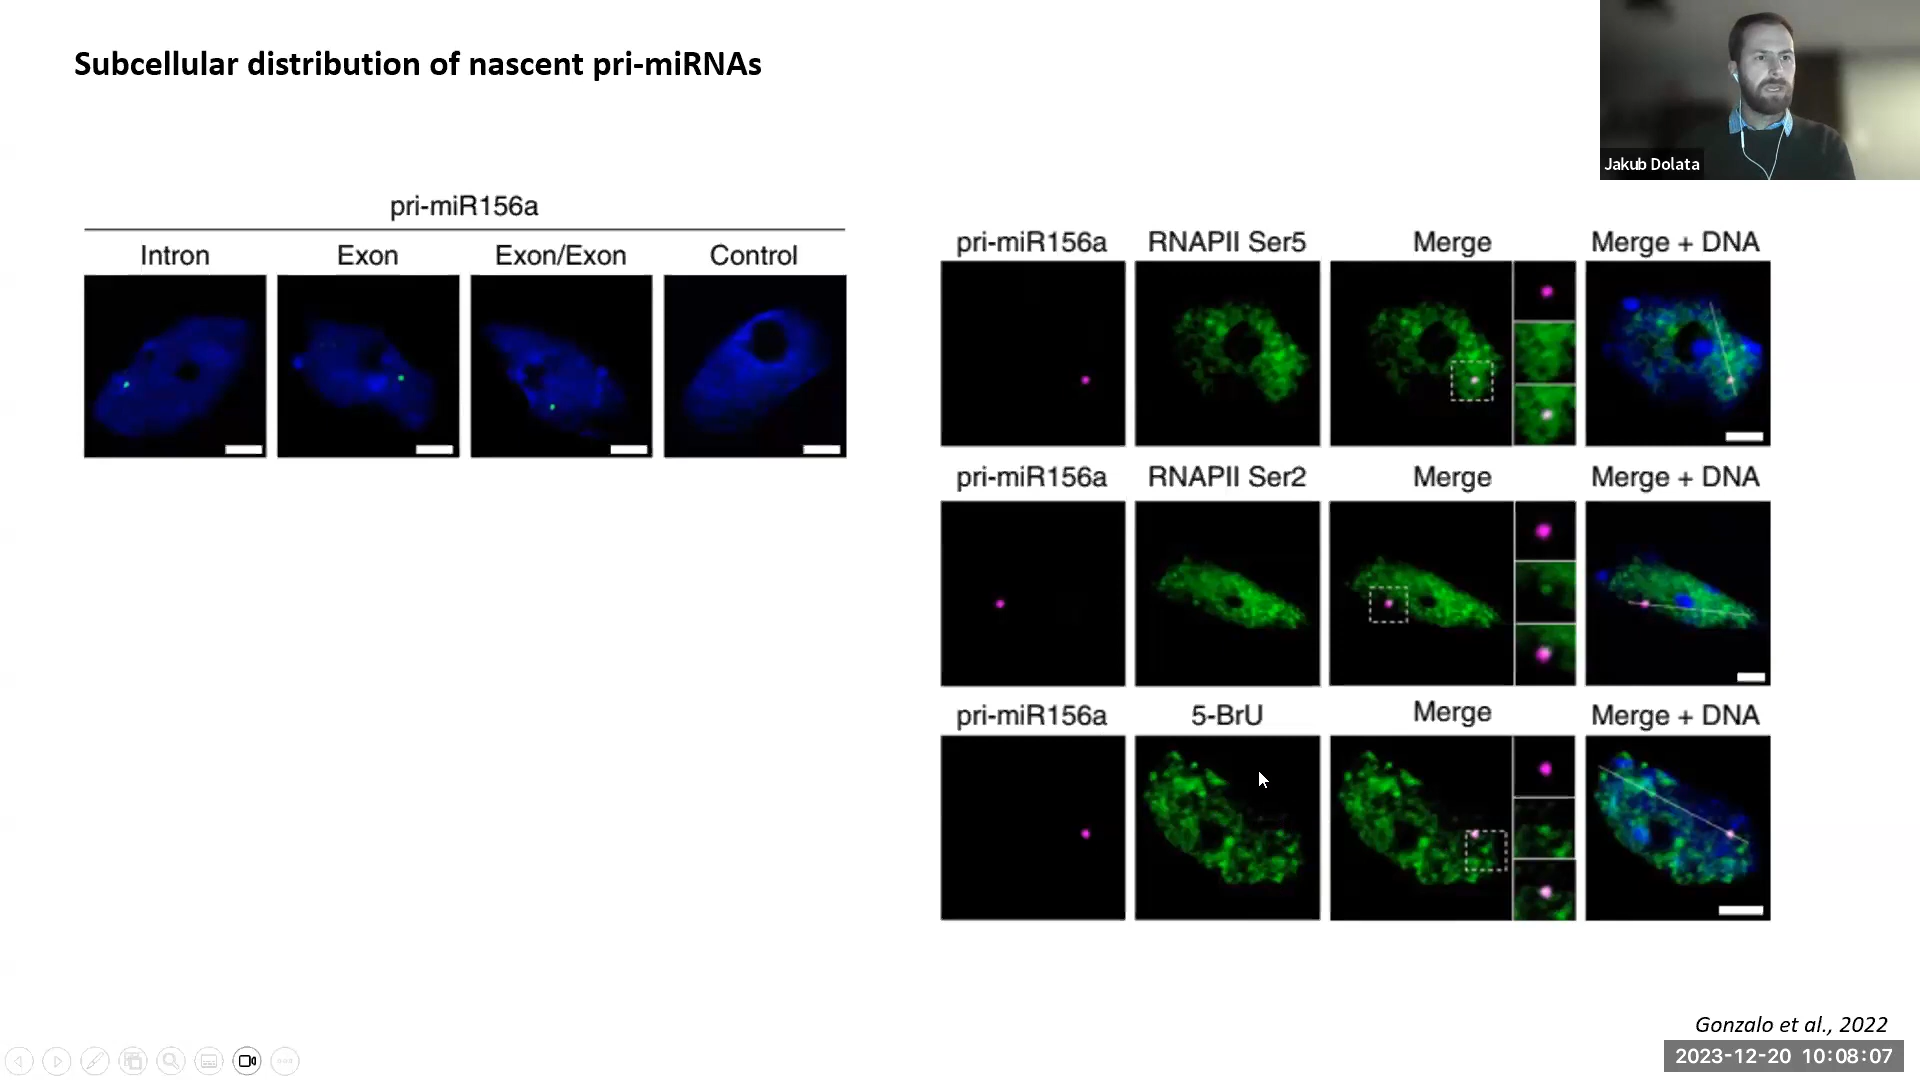 Subcellular distribution of nascent pri-miRNAs
Jakub Dolata
pri-miR156a
Intron Exon Exon/Exon Control
pri-miR156a RNAPII Ser5 Merge Merge + DNA
pri-miR156a RNAPII Ser2 Merge Merge + DNA
pri-miR156a 5-BrU Merge Merge + DNA
Gonzalo et al., 2022
2023-12-20 10:08:07